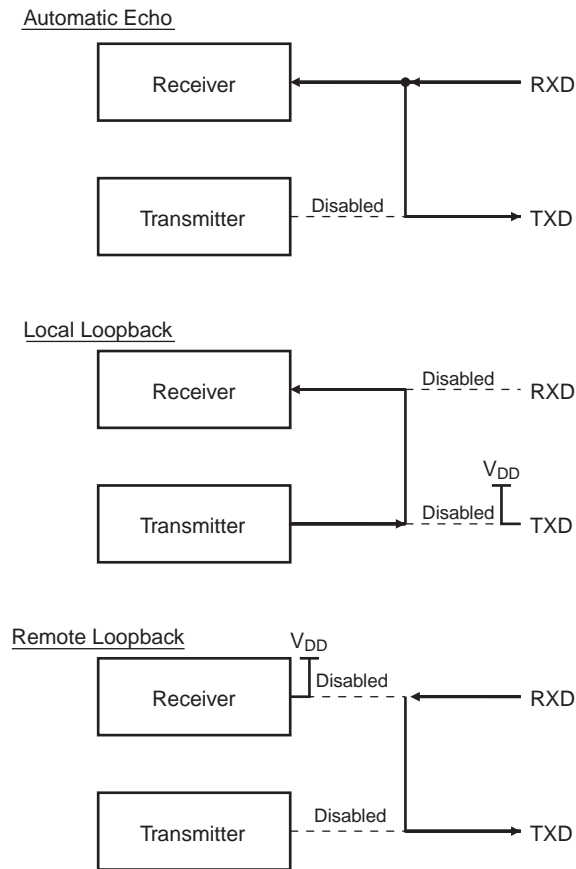 Automatic Echo
Receiver
RXD
Transmitter
Disabled
TXD
Local Loopback
Receiver
Disabled
RXD
VDD
Transmitter
Disabled
TXD
Remote Loopback
VDD
Receiver
Disabled
RXD
Transmitter
Disabled
TXD